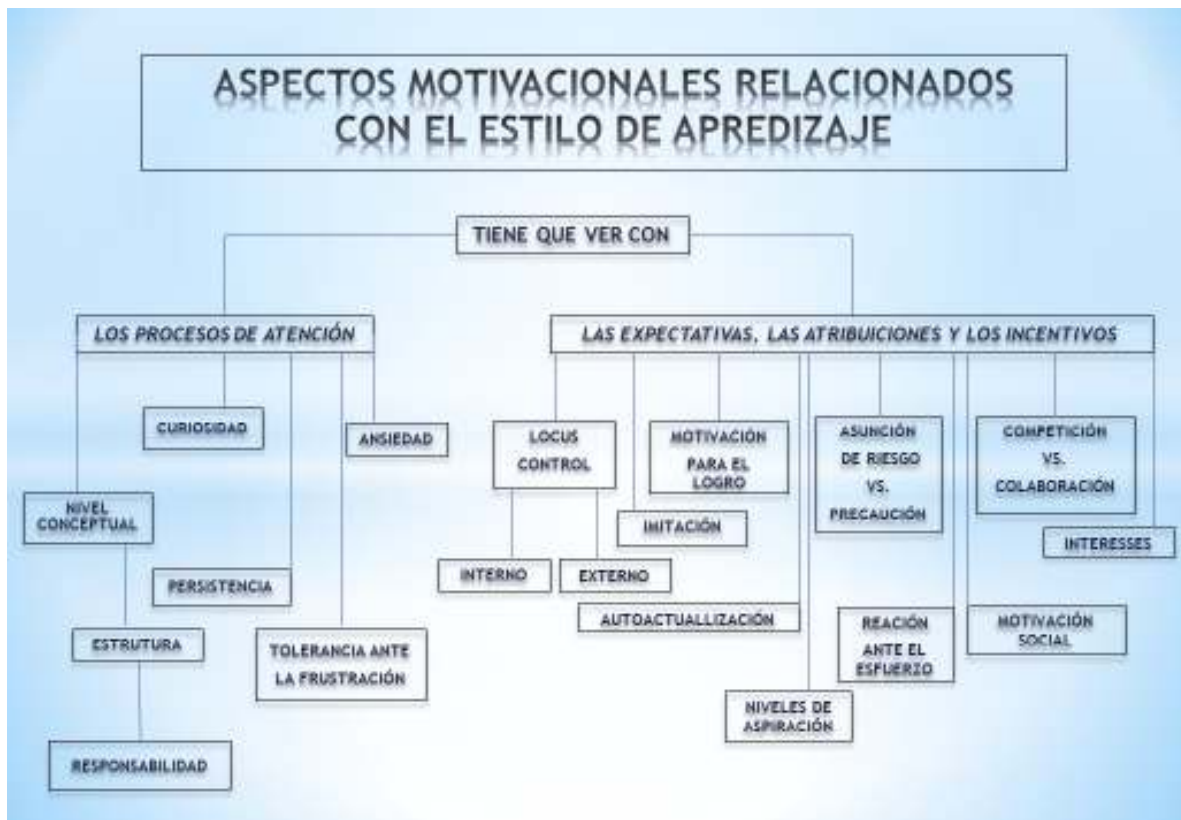 ASPECTOS MOTIVACIONALES RELACIONADOS
CON EL ESTILO DE APREDIZAJE
TIENE QUE VER CON
LOS PROCESOS DE ATENCIÓN
LAS EXPECTATIVAS, LAS ATRIBUICIONES Y LOS INCENTIVOS
CURIOSIDAD
ANSIEDAD
NIVEL
CONCEPTUAL
PERSISTENCIA
ESTRUTURA
TOLERANCIA ANTE
LA FRUSTRACIÓN
RESPONSABILIDAD
LOCUS
CONTROL
INTERNO
EXTERNO
IMITACIÓN
MOTIVACIÓN
PARA EL
LOGRO
AUTOACTUALLIZACIÓN
NIVELES DE
ASPIRACIÓN
ASUNCIÓN
DE RIESGO
VS.
PRECAUCIÓN
REACIÓN
ANTE EL
ESFUERZO
MOTIVACIÓN
SOCIAL
COMPETICIÓN
VS.
COLABORACIÓN
INTERESSES